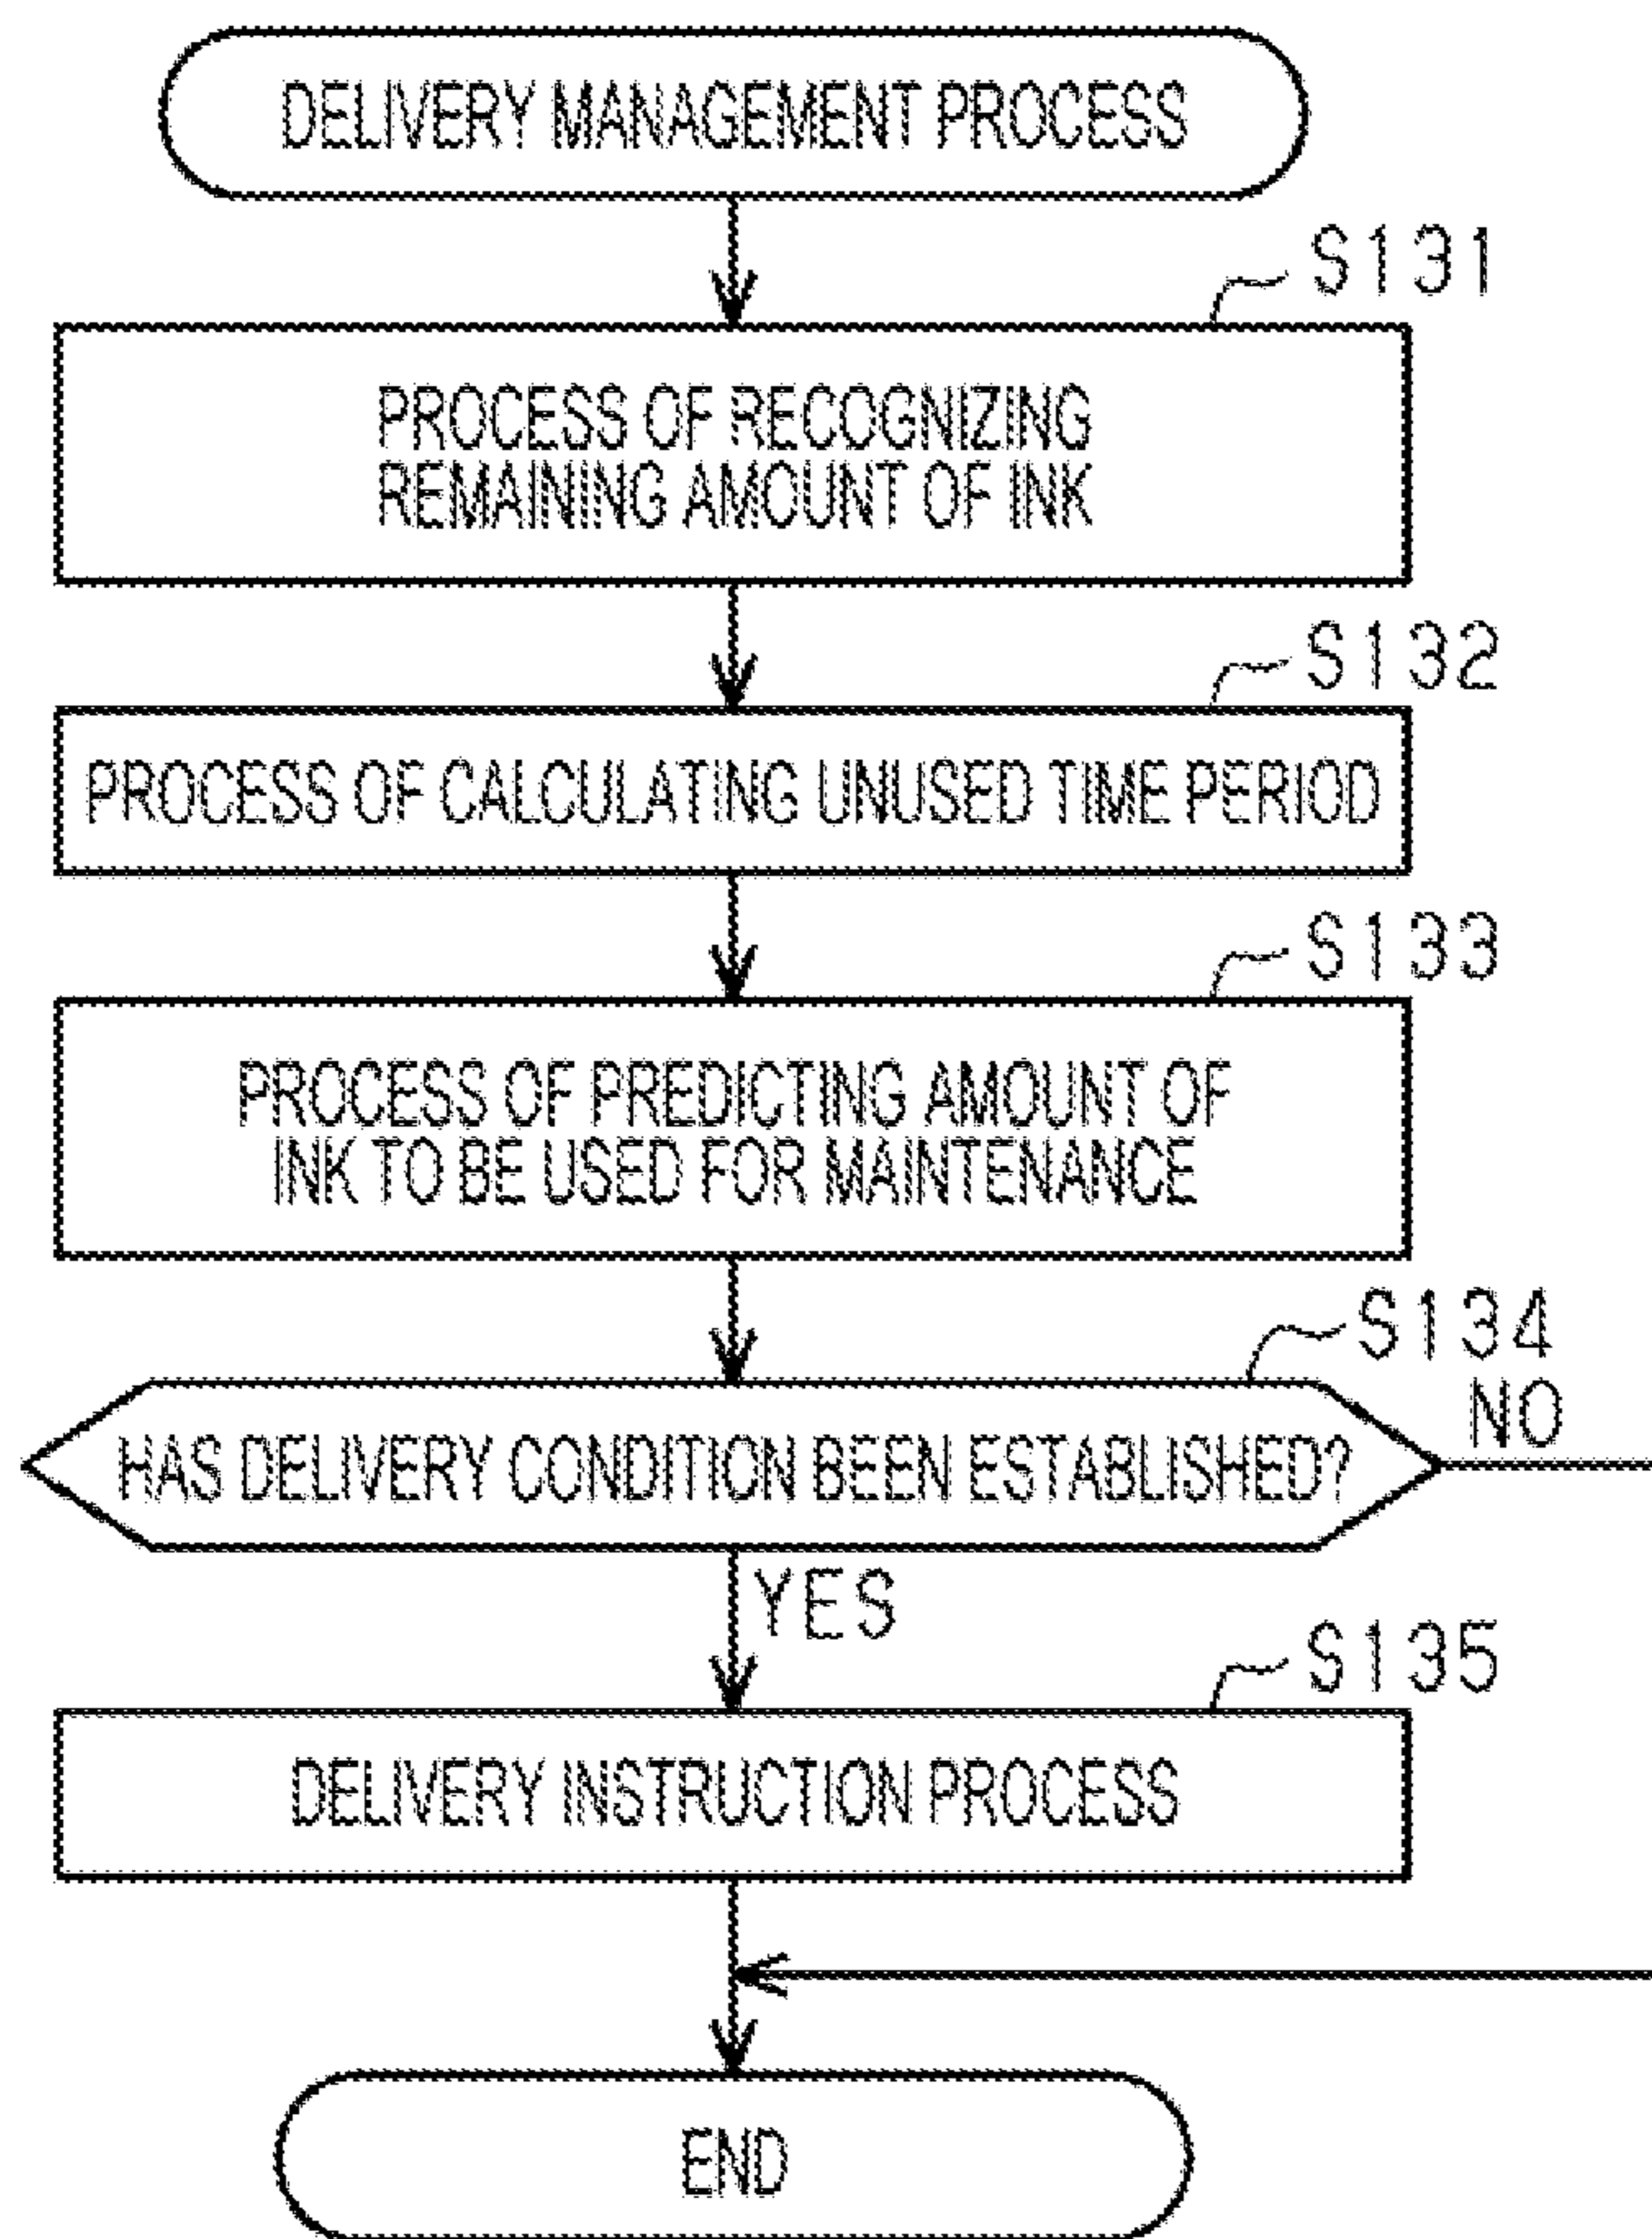 DELIVERY MANAGEMENT PROCESS
S131
PROCESS OF RECOGNIZING
REMAINING AMOUNT OF INK
S132
PROCESS OF CALCULATING UNUSED TIME PERIOD
S133
PROCESS OF PREDICTING AMOUNT OF
INK TO BE USED FOR MAINTENANCE
S134
NO
HAS DELIVERY CONDITION BEEN ESTABLISHED?
YES
S135
DELIVERY INSTRUCTION PROCESS
END